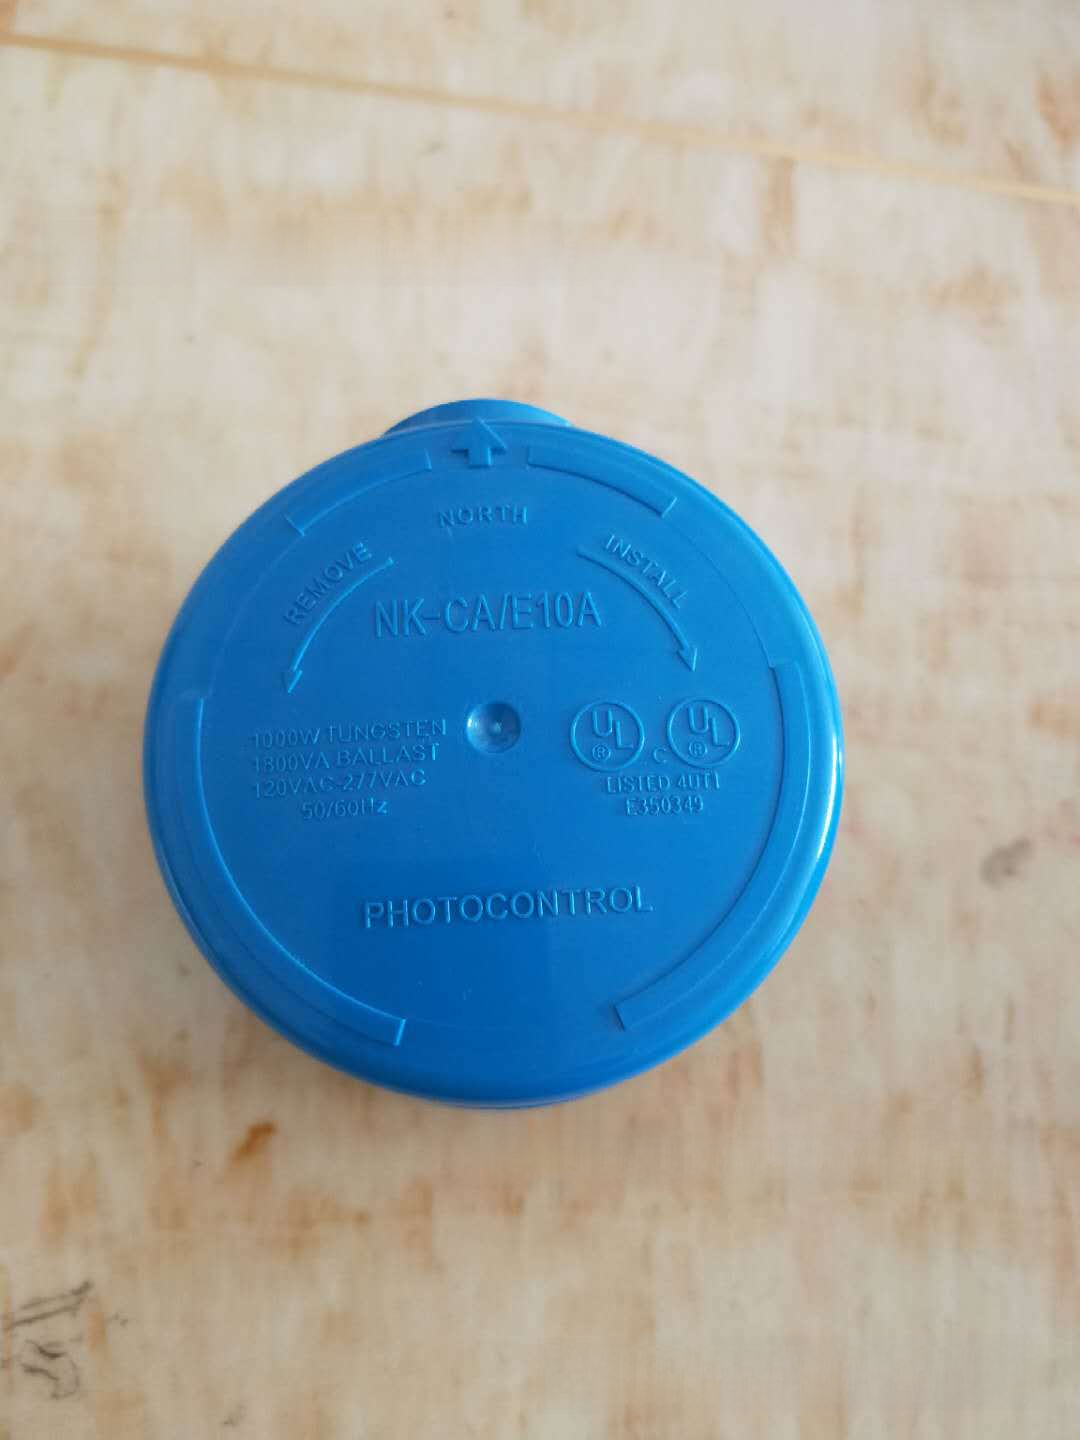 NORTH
REMOVE
INSTALL
NK-CA/E10A
1000W TUNGSTEN
1800VA BALLAST
120VAC-277VAC
50/60Hz
UL ® C UL ®
LISTED 4UT1
E350349
PHOTOCONTROL